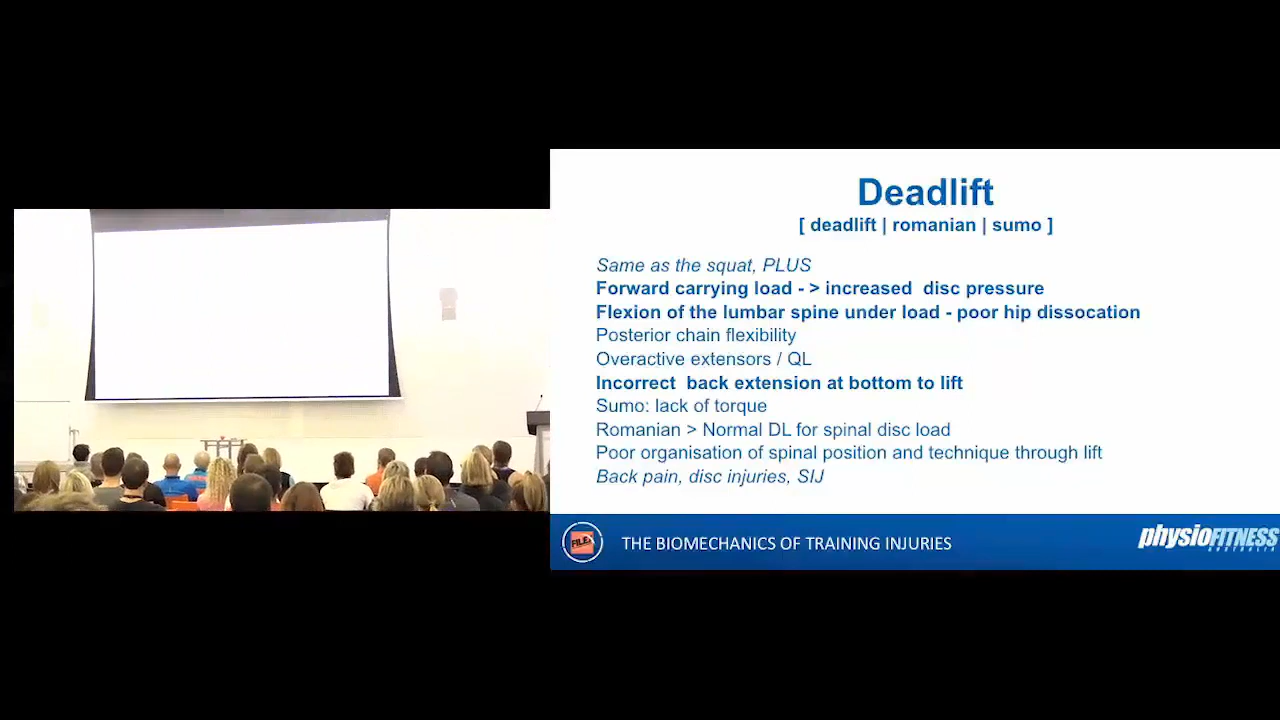 Deadlift
[ deadlift | romanian | sumo ]
Same as the squat, PLUS
Forward carrying load - > increased  disc pressure
Flexion of the lumbar spine under load - poor hip dissocation
Posterior chain flexibility
Overactive extensors / QL
Incorrect  back extension at bottom to lift
Sumo: lack of torque
Romanian > Normal DL for spinal disc load
Poor organisation of spinal position and technique through lift
Back pain, disc injuries, SIJ
FILEX
THE BIOMECHANICS OF TRAINING INJURIES
physioFITNESS
AUSTRALIA